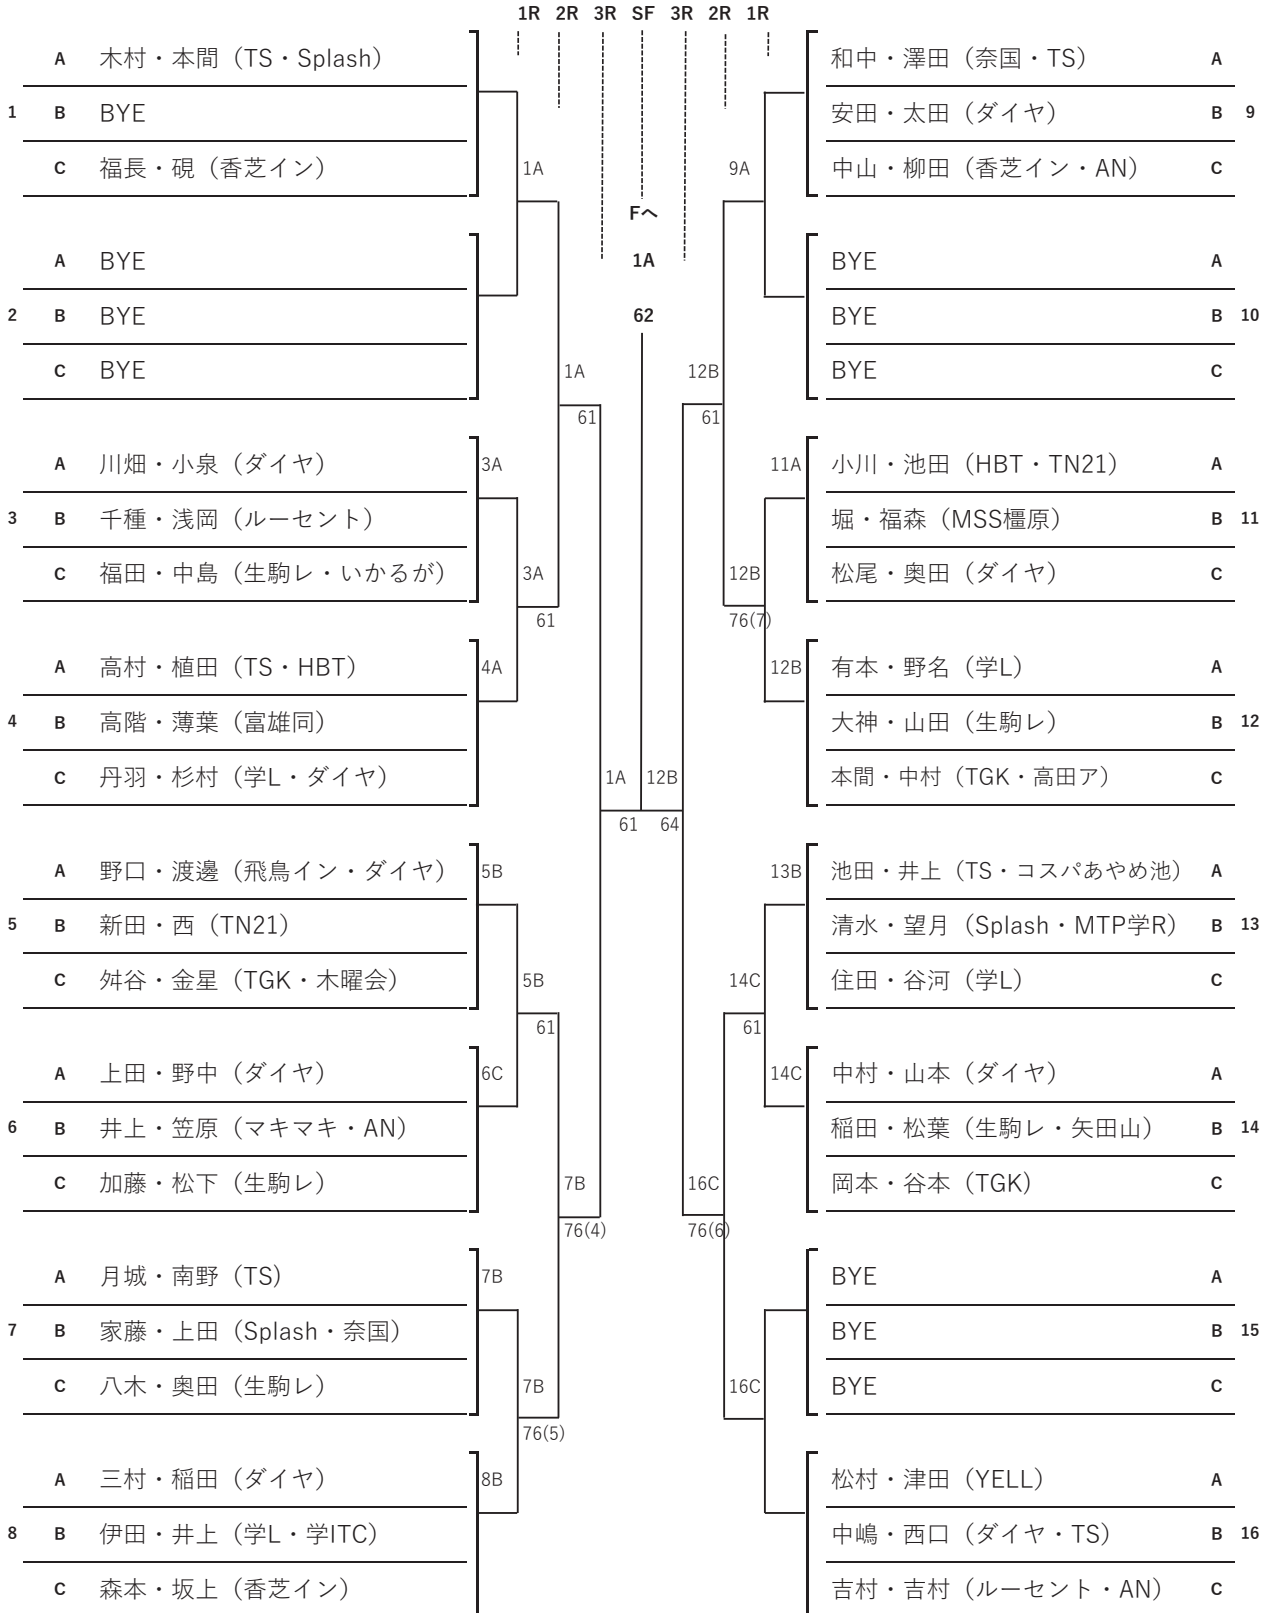 1R 2R 3R SF 3R 2R 1R
A 木村・本間（TS・Splash）
1 B BYE
C 福長・硯（香芝イン）
A BYE
2 B BYE
C BYE
A 川畑・小泉（ダイヤ）
3 B 千種・浅岡（ルーセント）
C 福田・中島（生駒レ・いかるが）
A 高村・植田（TS・HBT）
4 B 高階・薄葉（富雄同）
C 丹羽・杉村（学L・ダイヤ）
A 野口・渡邊（飛鳥イン・ダイヤ）
5 B 新田・西（TN21）
C 舛谷・金星（TGK・木曜会）
A 上田・野中（ダイヤ）
6 B 井上・笠原（マキマキ・AN）
C 加藤・松下（生駒レ）
A 月城・南野（TS）
7 B 家藤・上田（Splash・奈国）
C 八木・奥田（生駒レ）
A 三村・稲田（ダイヤ）
8 B 伊田・井上（学L・学ITC）
C 森本・坂上（香芝イン）
3A
4A
5B
6C
7B
8B
1A
3A
61
5B
61
7B
76(5)
1A
61
7B
76(4)
1A
61
Fへ
1A
62
12B
64
12B
61
16C
76(6)
9A
12B
76(7)
14C
61
16C
11A
12B
13B
14C
和中・澤田（奈国・TS） A
安田・太田（ダイヤ） B 9
中山・柳田（香芝イン・AN） C
BYE A
BYE B 10
BYE C
小川・池田（HBT・TN21） A
堀・福森（MSS橿原） B 11
松尾・奥田（ダイヤ） C
有本・野名（学L） A
大神・山田（生駒レ） B 12
本間・中村（TGK・高田ア） C
池田・井上（TS・コスパあやめ池） A
清水・望月（Splash・MTP学R） B 13
住田・谷河（学L） C
中村・山本（ダイヤ） A
稲田・松葉（生駒レ・矢田山） B 14
岡本・谷本（TGK） C
BYE A
BYE B 15
BYE C
松村・津田（YELL） A
中嶋・西口（ダイヤ・TS） B 16
吉村・吉村（ルーセント・AN） C